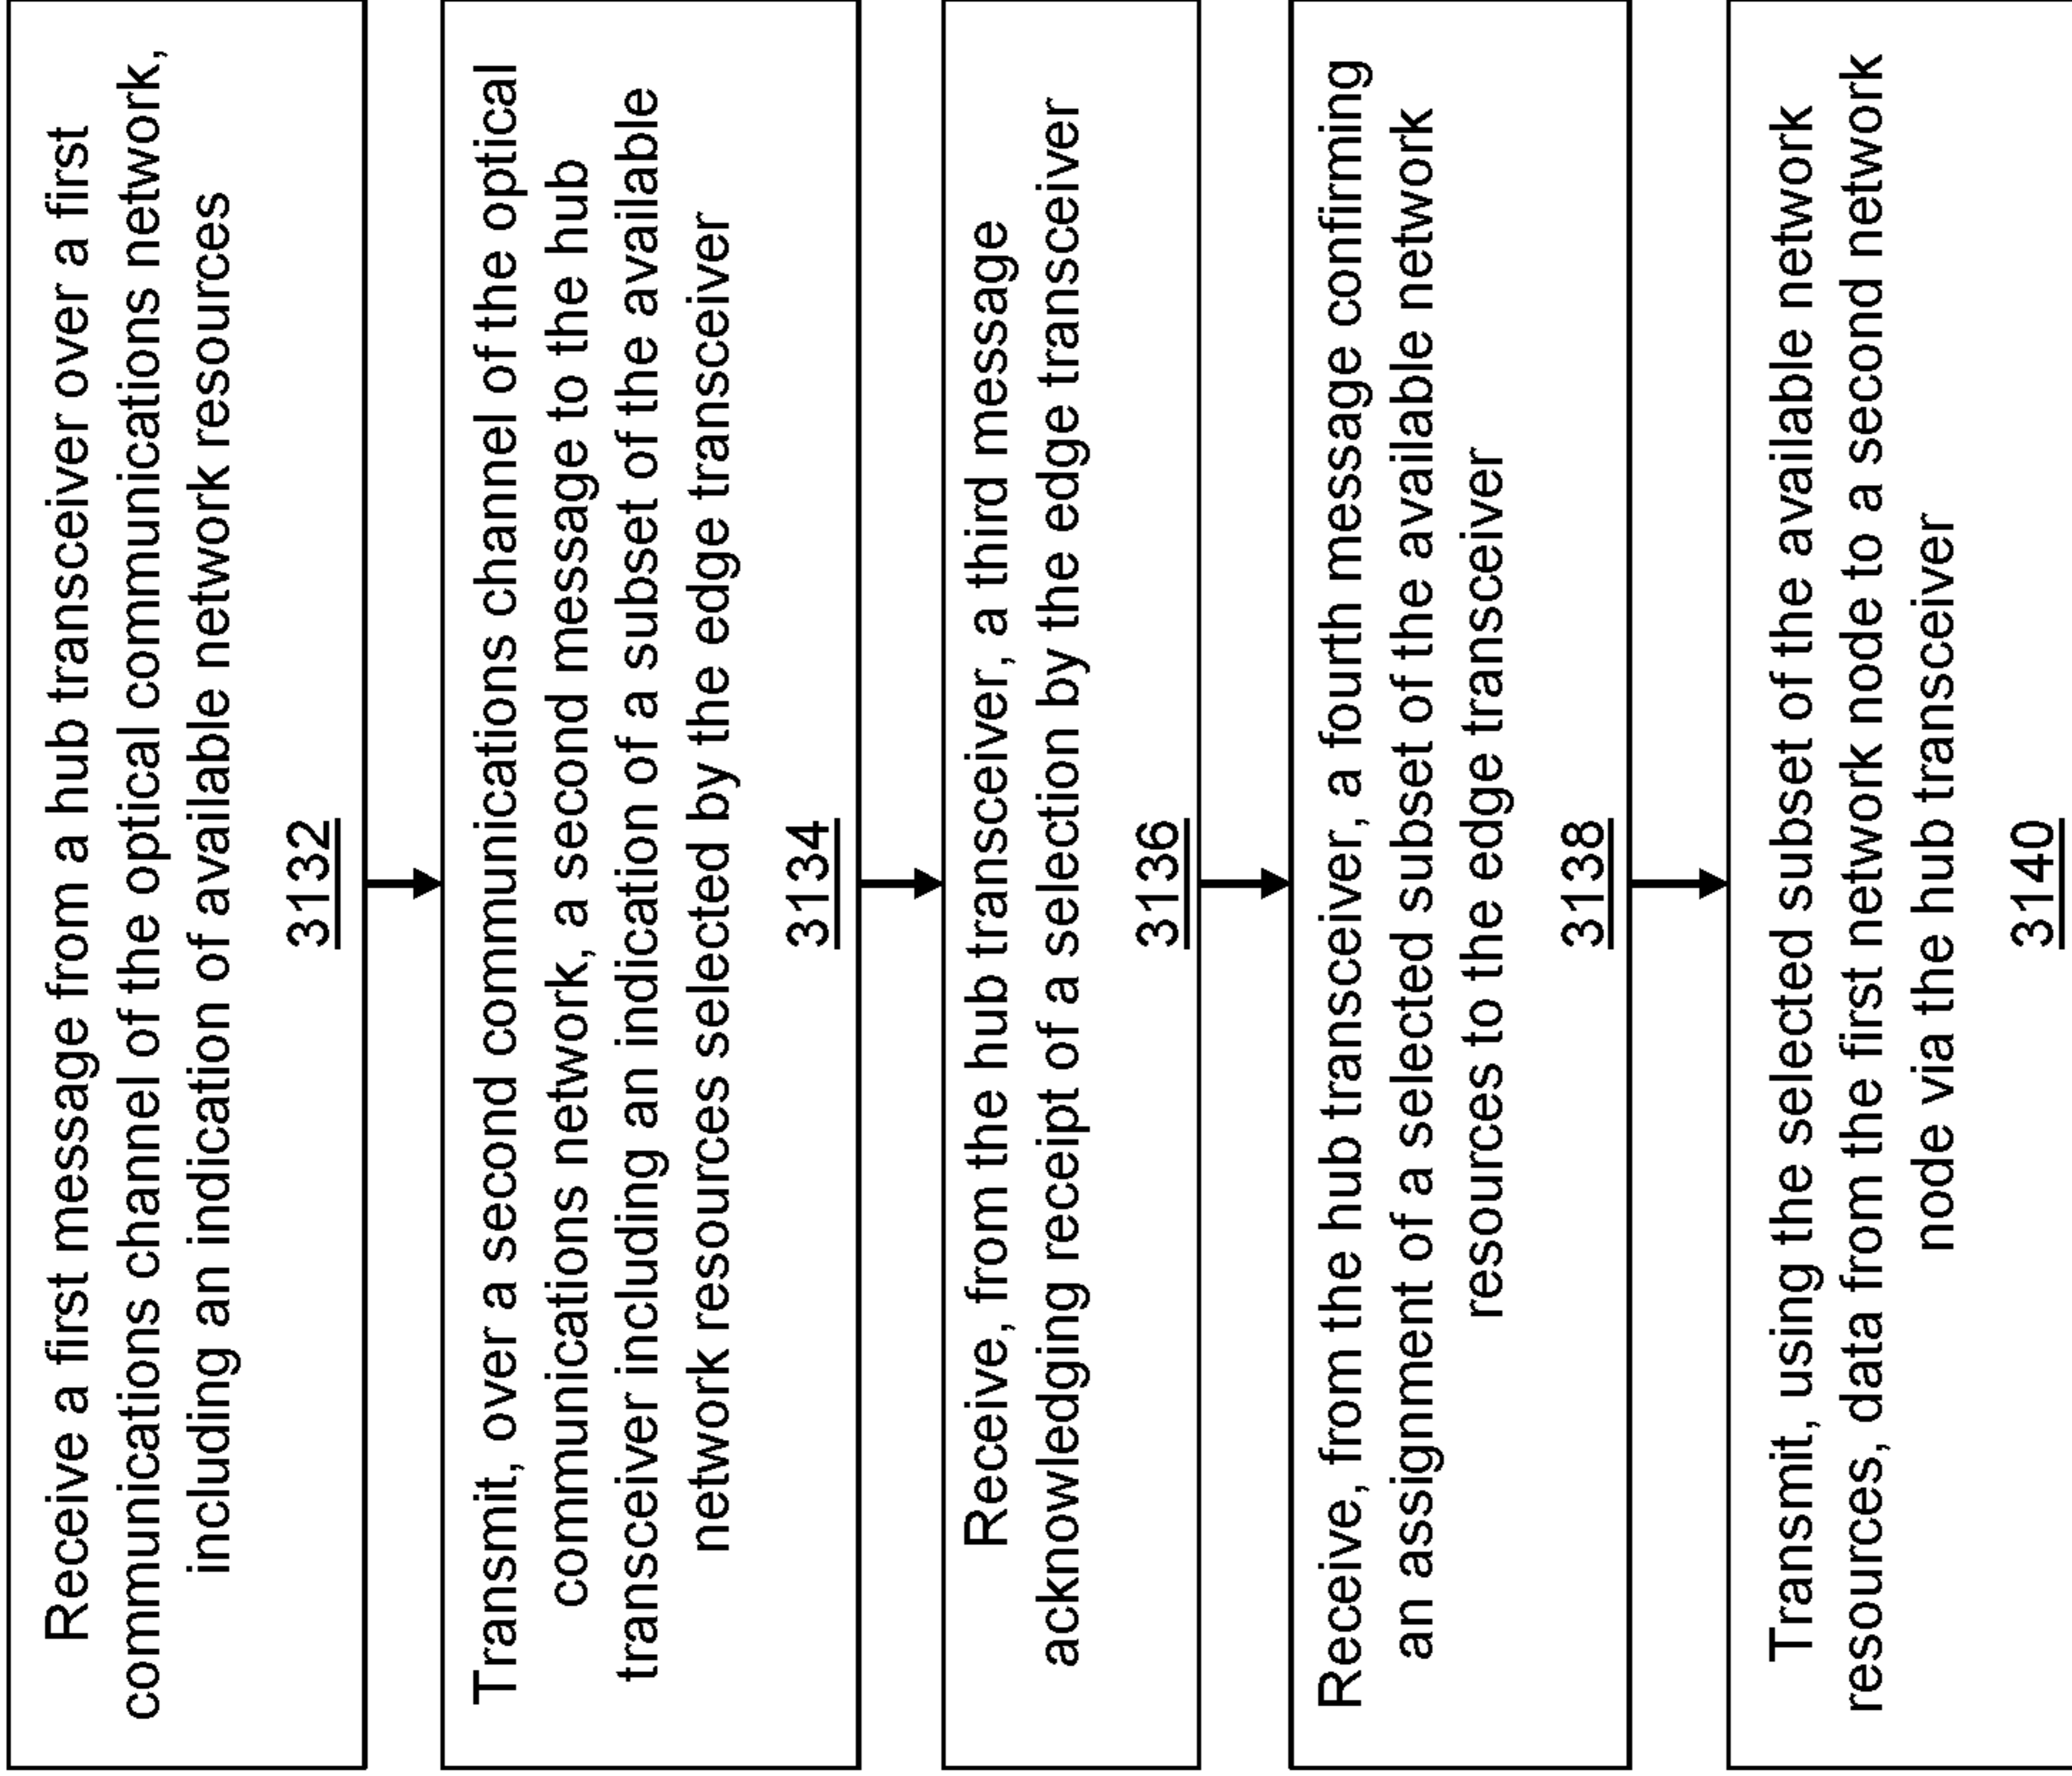 Receive a first message from a hub transceiver over a first
communications channel of the optical communications network,
including an indication of available network resources
3132
Transmit, over a second communications channel of the optical
communications network, a second message to the hub
transceiver including an indication of a subset of the available
network resources selected by the edge transceiver
3134
Receive, from the hub transceiver, a third message
acknowledging receipt of a selection by the edge transceiver
3136
Receive, from the hub transceiver, a fourth message confirming
an assignment of a selected subset of the available network
resources to the edge transceiver
3138
Transmit, using the selected subset of the available network
resources, data from the first network node to a second network
node via the hub transceiver
3140